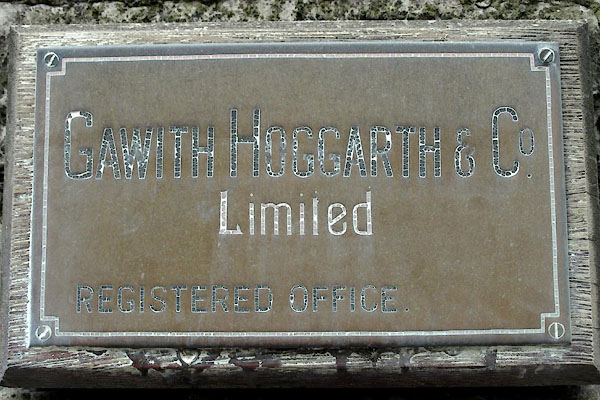 GAWITH HOGGARTH & Co.
Limited
REGISTERED OFFICE.